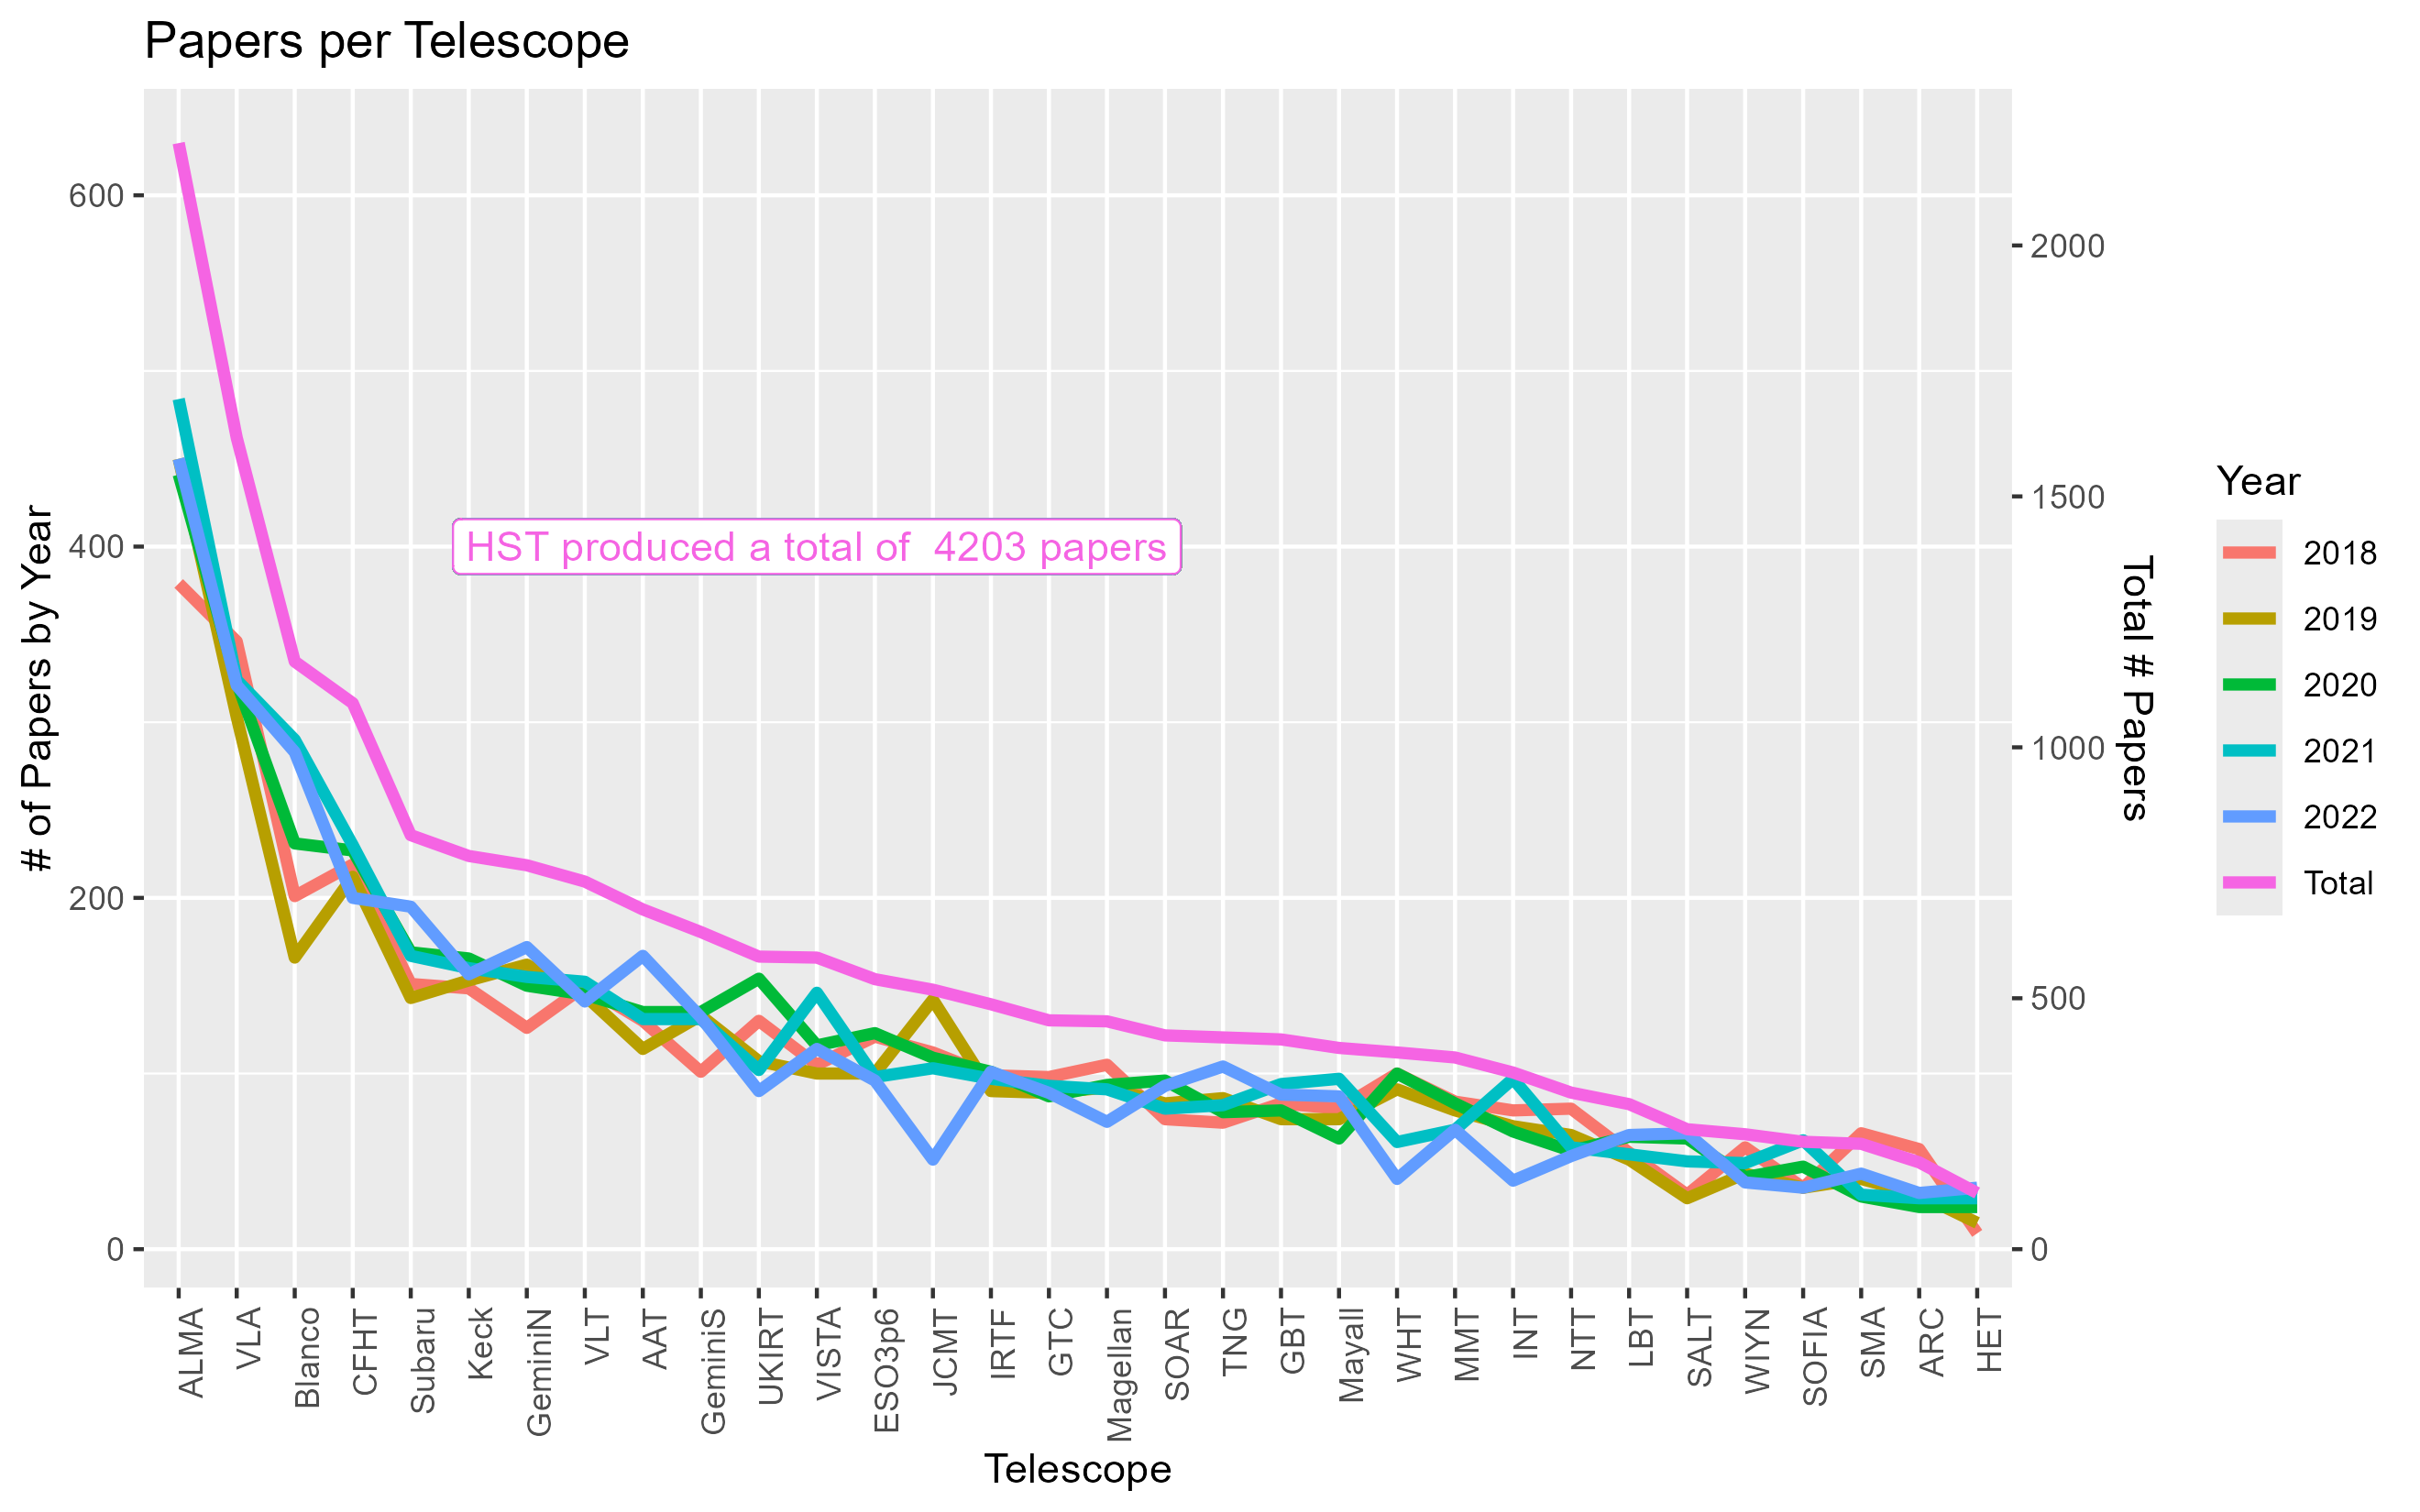 Papers per Telescope
# of Papers by Year
600
400
200
0
HST produced a total of  4203 papers
2000
1500
1000
500
0
Total # Papers
Year
2018
2019
2020
2021
2022
Total
ALMA
VLA
Blanco
CFHT
Subaru
Keck
GeminiN
VLT
AAT
GeminiS
UKIRT
VISTA
ESO3p6
JCMT
IRTF
GTC
Magellan
SOAR
TNG
GBT
Mayall
WHT
MMT
INT
NTT
LBT
SALT
WIYN
SOFIA
SMA
ARC
HET
Telescope